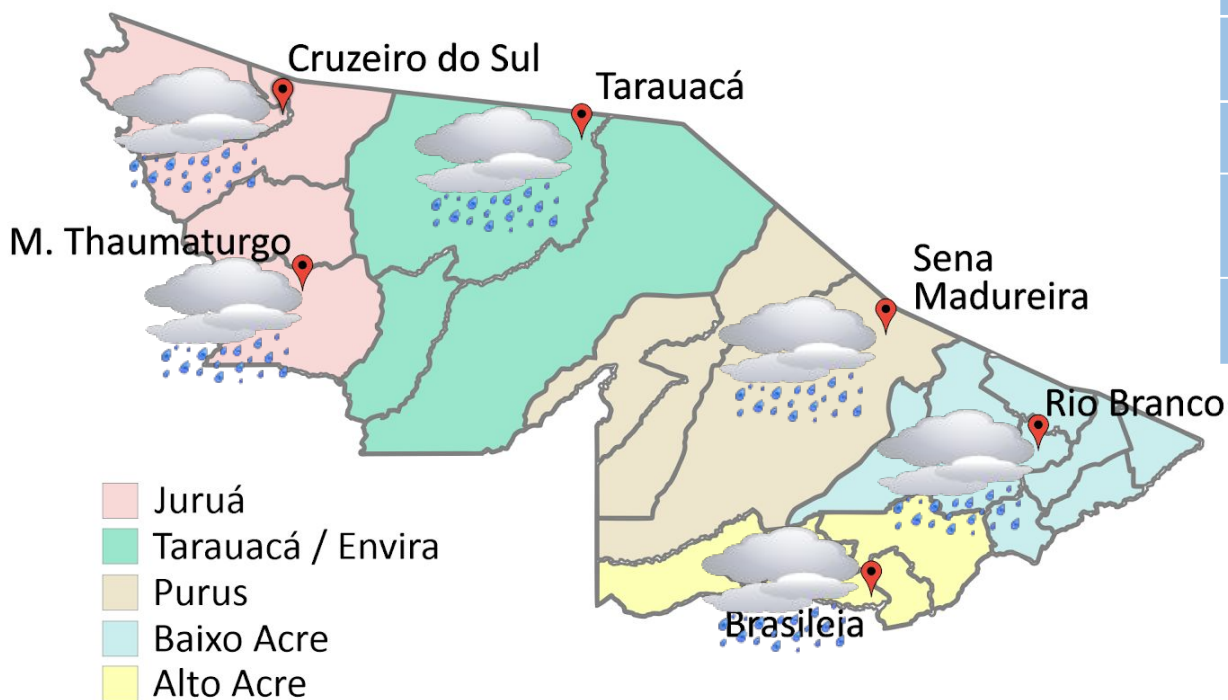 Cruzeiro do Sul
Tarauacá
M. Thaumaturgo
Sena
Madureira
Rio Branco
Brasileia
Juruá
Tarauacá / Envira
Purus
Baixo Acre
Alto Acre